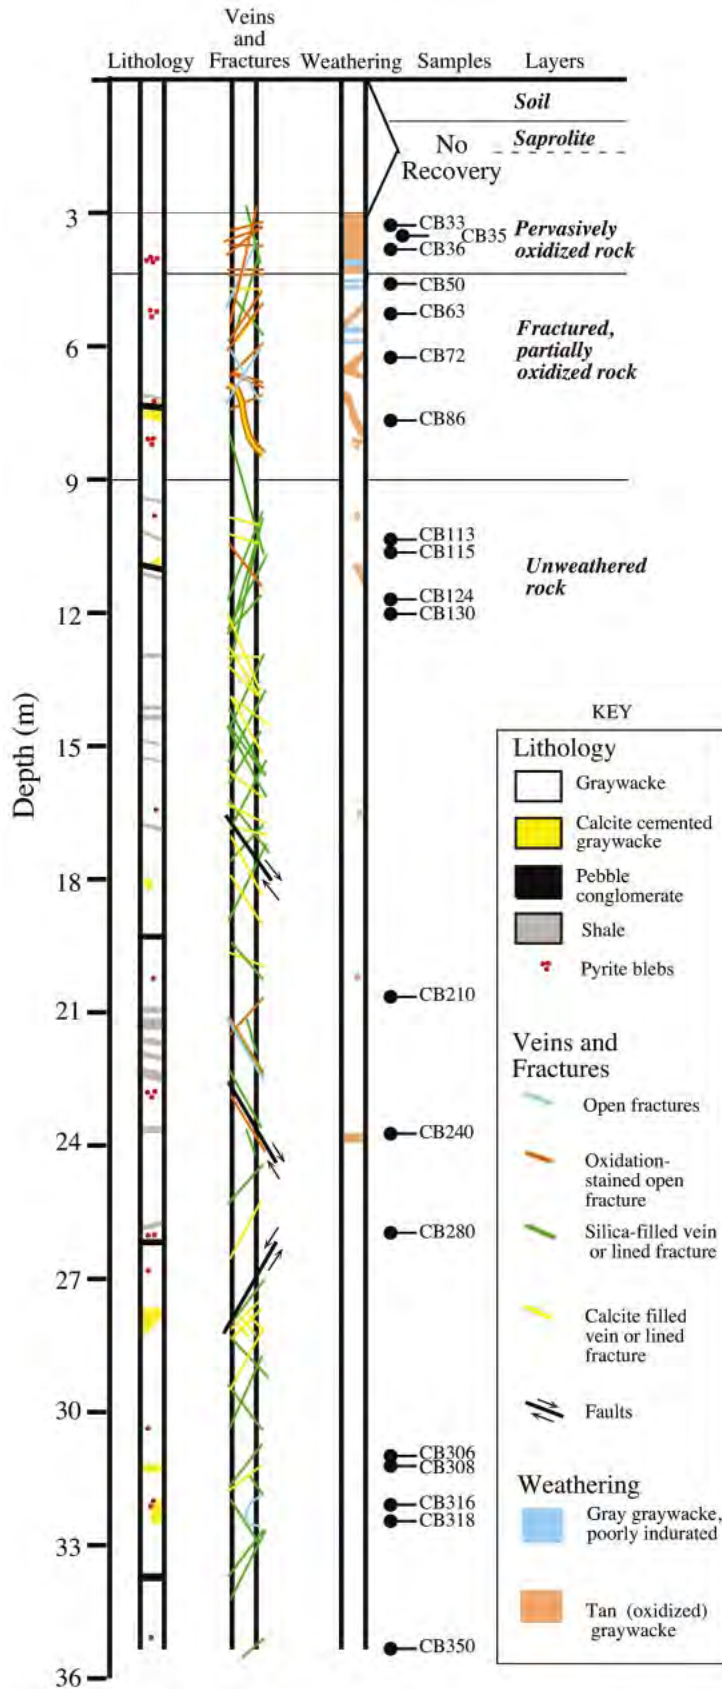 Veins
and
Fractures
Lithology
Weathering
Samples
Layers
Soil
Saprolite
No
Recovery
3
CB33
CB35
CB36
Pervasively
oxidized rock
CB50
CB63
Fractured,
partially
oxidized rock
6
CB72
CB86
9
CB113
CB115
Unweathered
rock
CB124
CB130
12
Depth (m)
15
18
21
CB210
24
CB240
CB280
27
30
CB306
CB308
CB316
CB318
33
CB350
36
KEY
Lithology
Graywacke
Calcite cemented
graywacke
Pebble
conglomerate
Shale
Pyrite blebs
Veins and
Fractures
Open fractures
Oxidation-
stained open
fracture
Silica-filled vein
or lined fracture
Calcite filled
vein or lined
fracture
Faults
Weathering
Gray graywacke,
poorly indurated
Tan (oxidized)
graywacke